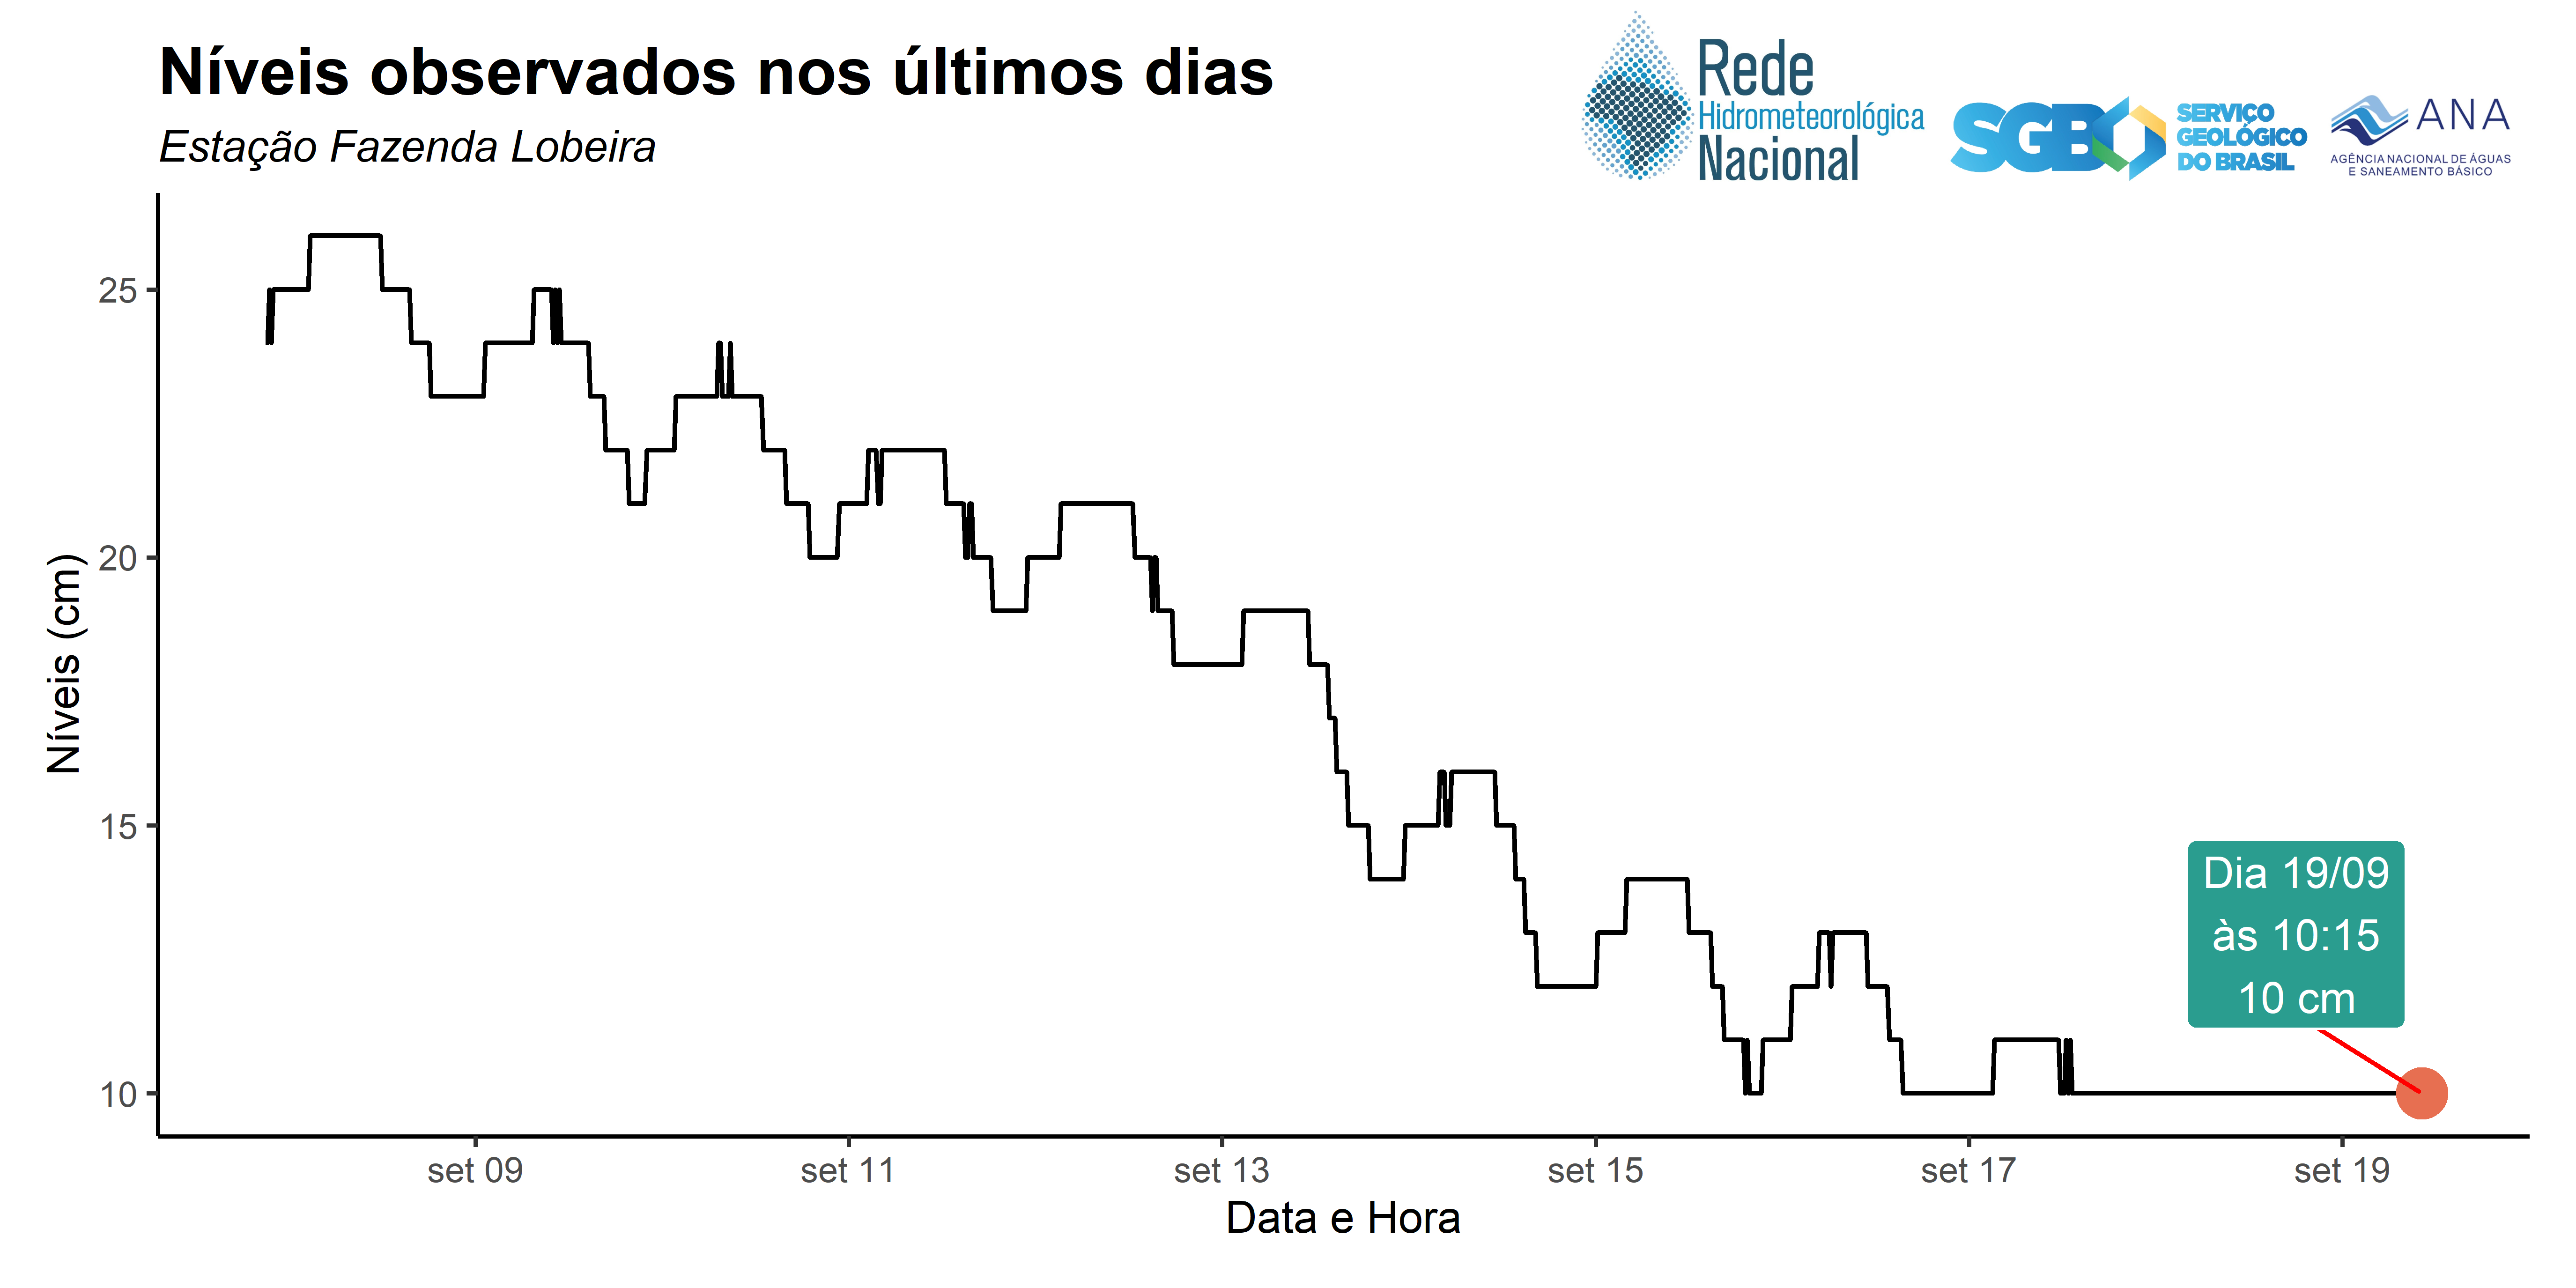 Níveis observados nos últimos dias
Estação Fazenda Lobeira
Rede
Hidrometeorológica
Nacional
SGB
SERVIÇO
GEOLÓGICO
DO BRASIL
ANA
AGÊNCIA NACIONAL DE ÁGUAS
E SANEAMENTO BÁSICO
Níveis (cm)
25
20
15
10
Dia 19/09
às 10:15
10 cm
set 09
set 11
set 13
set 15
set 17
set 19
Data e Hora